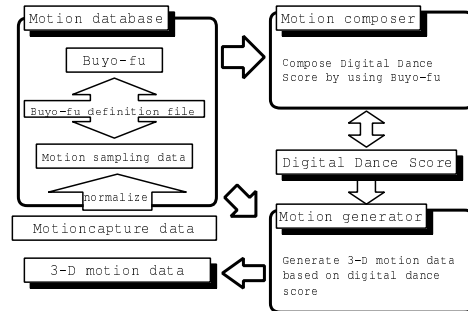 Motion database
Buyo-fu
Buyo-fu definition file
Motion sampling data
normalize
Motioncapture data
3-D motion data
Motion composer
Compose Digital Dance
Score by using Buyo-fu
Digital Dance Score
Motion generator
Generate 3-D motion data
based on digital dance
score